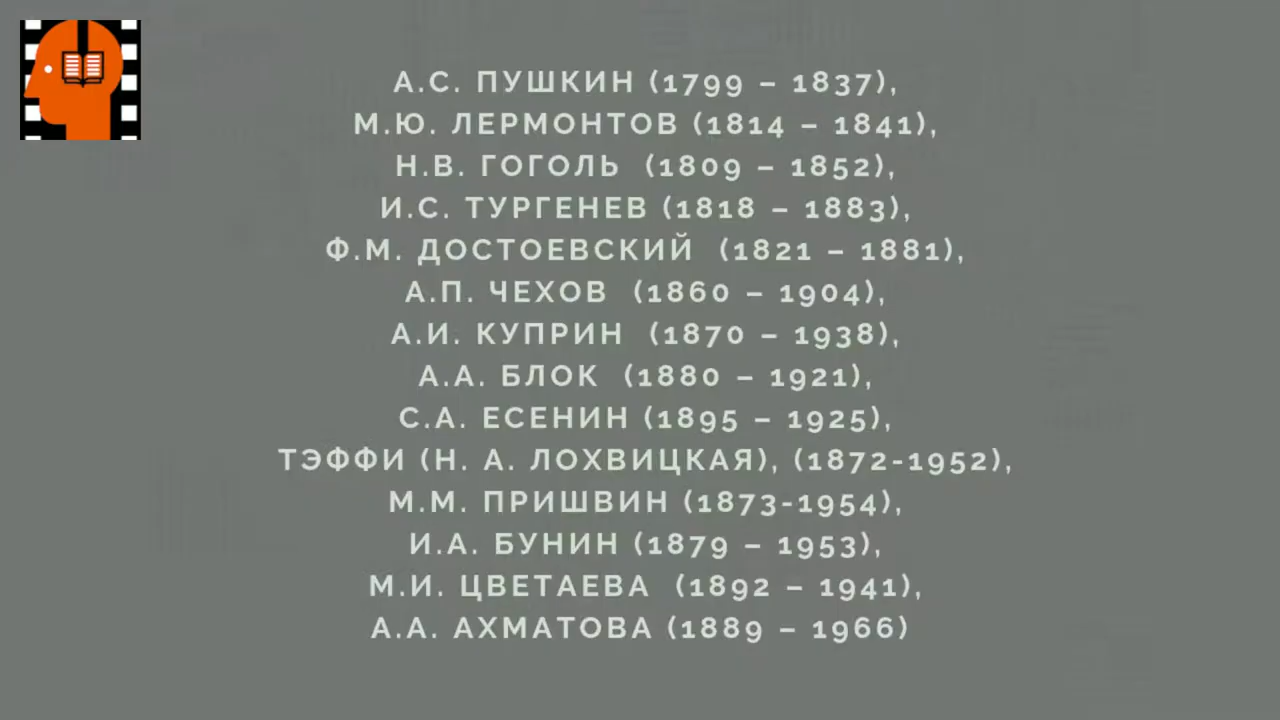 А.С. ПУШКИН (1799 – 1837),
М.Ю. ЛЕРМОНТОВ (1814 – 1841),
Н.В. ГОГОЛЬ (1809 – 1852),
И.С. ТУРГЕНЕВ (1818 – 1883),
Ф.М. ДОСТОЕВСКИЙ (1821 – 1881),
А.П. ЧЕХОВ (1860 – 1904),
А.И. КУПРИН (1870 – 1938),
А.А. БЛОК (1880 – 1921),
С.А. ЕСЕНИН (1895 – 1925),
ТЭФФИ (Н. А. ЛОХВИЦКАЯ), (1872-1952),
М.М. ПРИШВИН (1873-1954),
И.А. БУНИН (1879 – 1953),
М.И. ЦВЕТАЕВА (1892 – 1941),
А.А. АХМАТОВА (1889 – 1966)